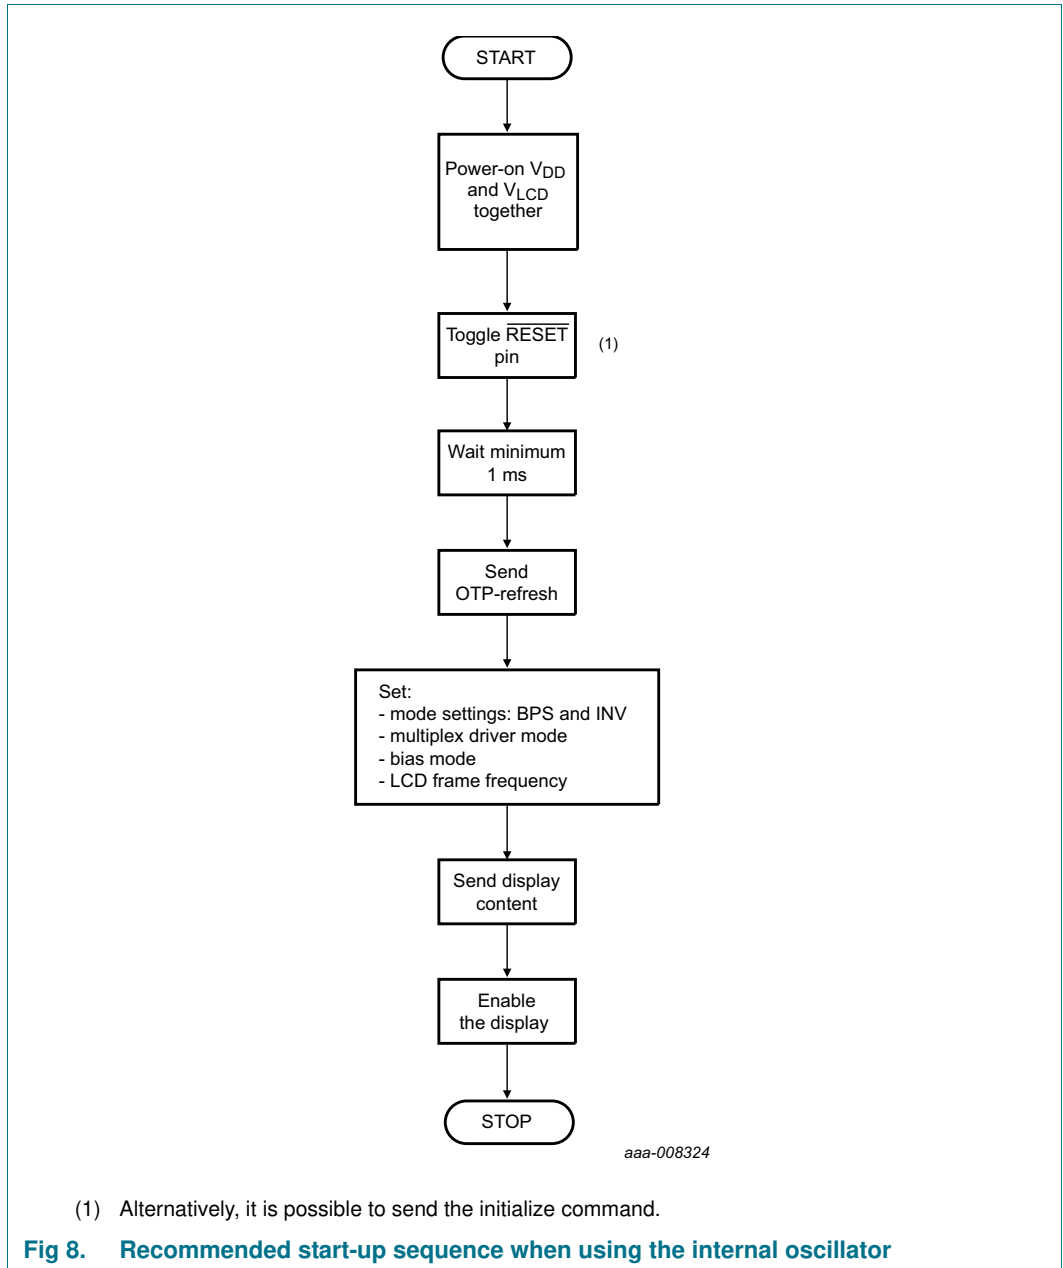 START
Power-on VDD
and VLCD
together
Toggle RESET
pin
(1)
Wait minimum
1 ms
Send
OTP-refresh
Set:
- mode settings: BPS and INV
- multiplex driver mode
- bias mode
- LCD frame frequency
Send display
content
Enable
the display
STOP
aaa-008324
(1) Alternatively, it is possible to send the initialize command.
Fig 8. Recommended start-up sequence when using the internal oscillator